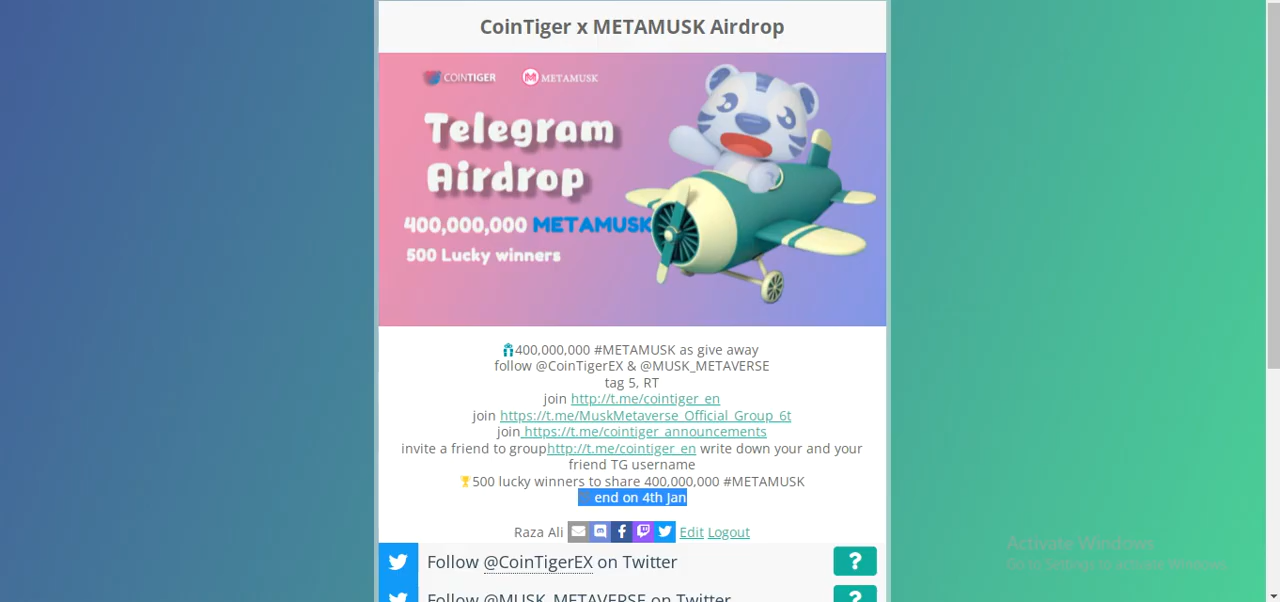 CoinTiger x METAMUSK Airdrop
COINTIGER METAMUSK
Telegram
Airdrop
400,000,000 METAMUSK
500 Lucky winners
400,000,000 #METAMUSK as give away
follow @CoinTigerEX & @MUSK_METAVERSE
tag 5, RT
join http://t.me/cointiger_en
join https://t.me/MuskMetaverse_Official_Group_6t
join https://t.me/cointiger_announcements
invite a friend to grouphttp://t.me/cointiger_en write down your and your
friend TG username
🏆500 lucky winners to share 400,000,000 #METAMUSK
end on 4th Jan
Raza Ali Edit Logout
Follow @CoinTigerEX on Twitter ?
Follow @MUSK_METAVERSE on Twitter ?
Activate Windows
Go to Settings to activate Windows.